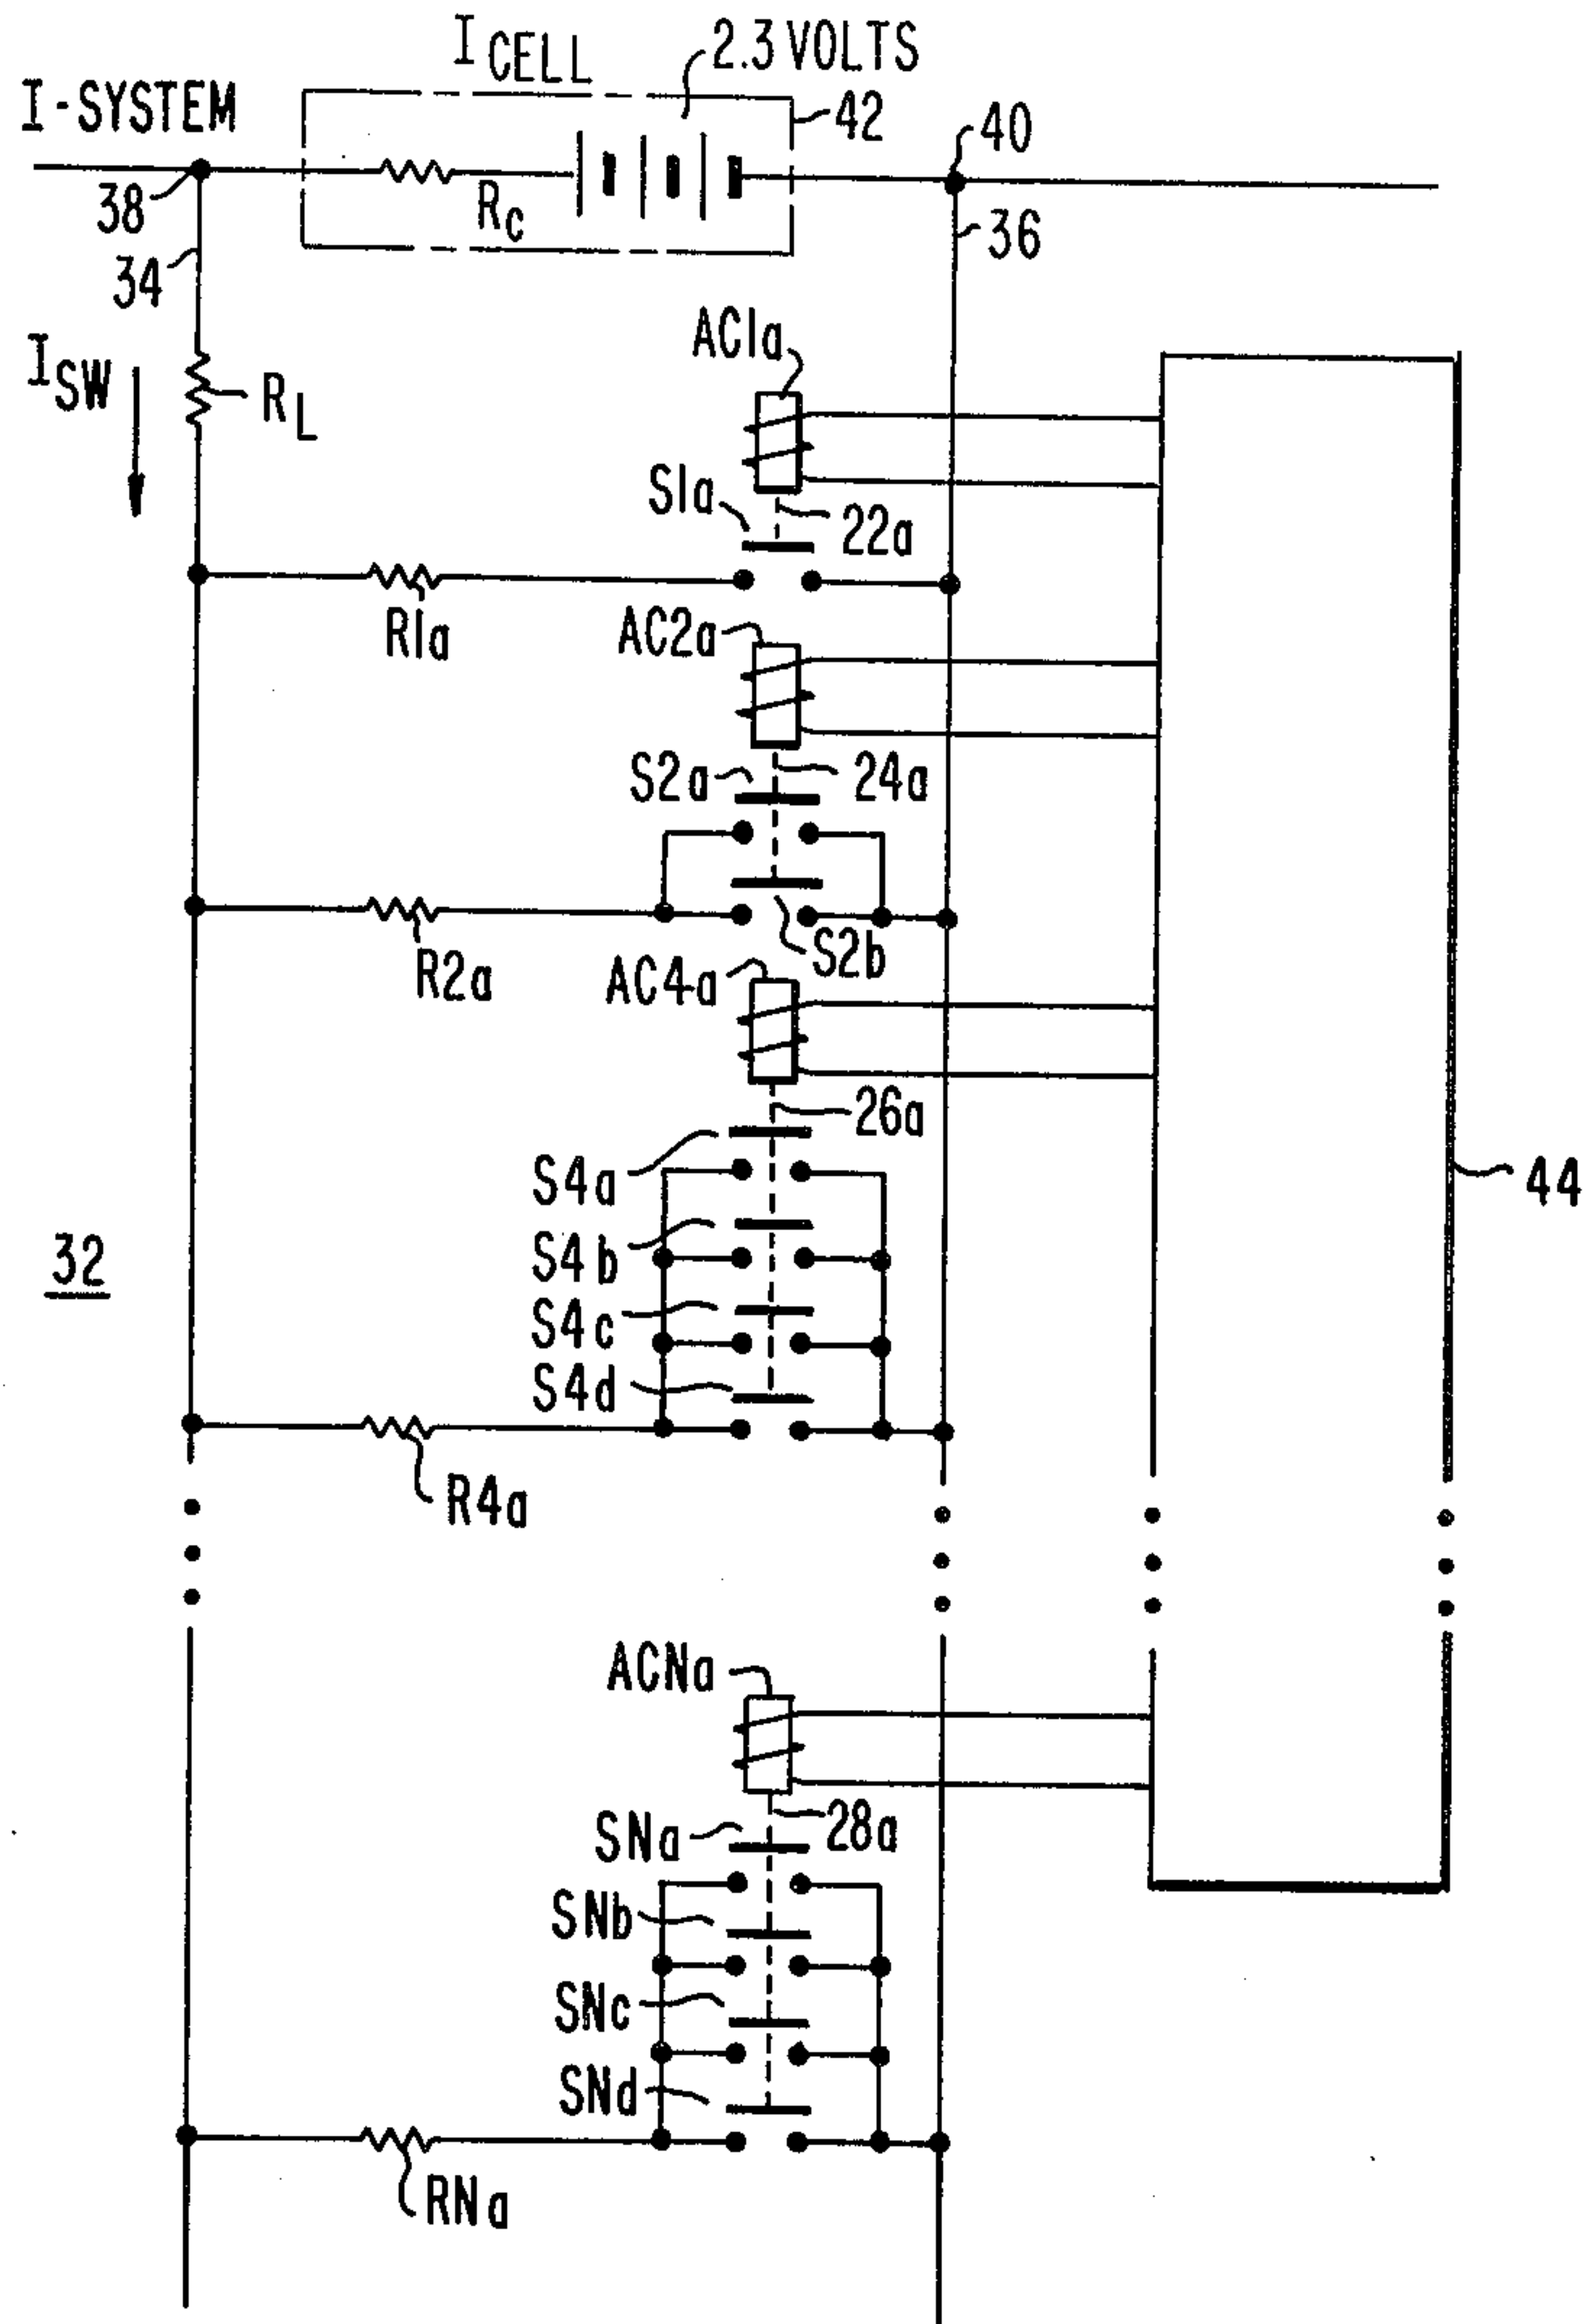 I CELL
2.3 VOLTS
I-SYSTEM
42
40
38
RC
36
34
AC1a
ISW
RL
S1a
22a
R1a
AC2a
S2a
24a
S2b
R2a
AC4a
26a
S4a
44
S4b
32
S4c
S4d
R4a
ACNa
28a
SNa
SNb
SNc
SNd
RNa